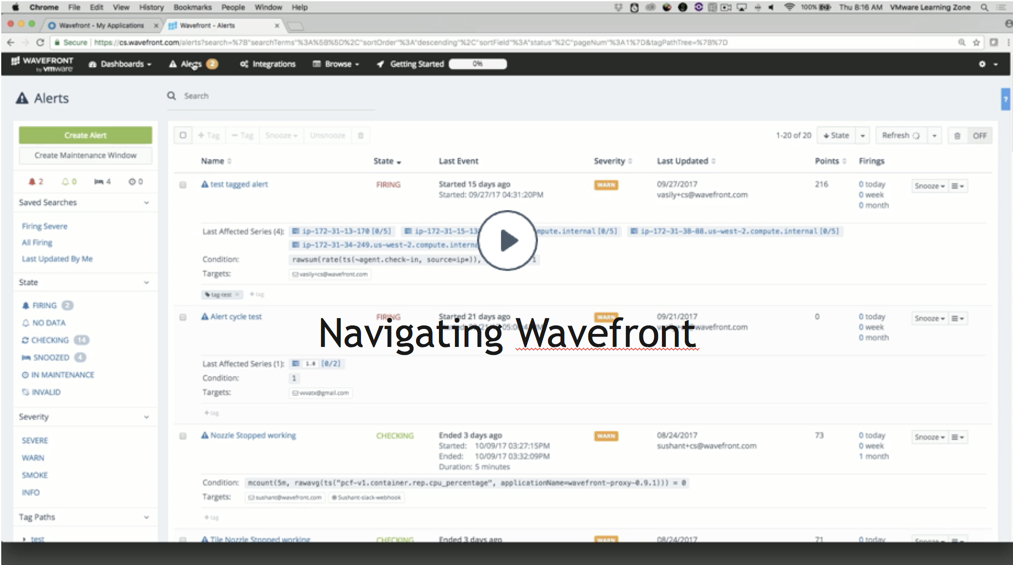 Chrome File Edit View History Bookmarks People Window Help 100% Thu 8:16 AM VMware Learning Zone
Wavefront - My Applications Wavefront - Alerts
Secure https://cs.wavefront.com/alerts?search=%7B"searchTerms"%3A%5B%5D%2C"sortOrder"%3A"descending"%2C"sortField"%3A"status"%2C"pageNum"%3A1%7D&tagPathTree=%7B%7D
WAVEFRONT by vmware Dashboards Alerts 2 Integrations Browse Getting Started 0%
Alerts Search
Create Alert
Create Maintenance Window
2 0 4 0
Saved Searches
Firing Severe
All Firing
Last Updated By Me
State
FIRING 2
NO DATA
CHECKING 14
SNOOZED 4
IN MAINTENANCE
INVALID
Severity
SEVERE
WARN
SMOKE
INFO
Tag Paths
test
+ Tag − Tag Snooze Unsnooze 1-20 of 20 State Refresh OFF
Name State Last Event Severity Last Updated Points Firings
test tagged alert FIRING Started 15 days ago WARN 09/27/2017 216 0 today Snooze
Started: 09/27/17 04:31:20PM vasily+cs@wavefront.com 0 week
0 month
Last Affected Series (4): ip-172-31-13-170 [0/5] ip-172-31-15-13 compute.internal [0/5] ip-172-31-38-88.us-west-2.compute.internal [0/5]
ip-172-31-34-249.us-west-2.compute.interna
Condition: rawsum(rate(ts(~agent.check-in, source=ip*)), 1
Targets: vasily+cs@wavefront.com
tag-test × + tag
Alert cycle test FIRING Started 21 days ago WARN 09/21/2017 0 0 today Snooze
wavefront.com 0 week
0 month
Navigating Wavefront
Last Affected Series (1): 1.0 [0/2]
Condition: 1
Targets: @gmail.com
+ tag
Nozzle Stopped working CHECKING Ended 3 days ago WARN 08/24/2017 73 0 today Snooze
Started: 10/09/17 03:27:15PM sushant+cs@wavefront.com 0 week
Ended: 10/09/17 03:32:09PM 1 month
Duration: 5 minutes
Condition: mcount(5m, rawavg(ts("pcf-v1.container.rep.cpu_percentage", applicationName=wavefront-proxy-0.9.1))) = 0
Targets: sushant@wavefront.com Sushant-slack-webhook
+ tag
Tile Nozzle Stopped working CHECKING Ended 3 days ago WARN 08/24/2017 71 0 today Snooze